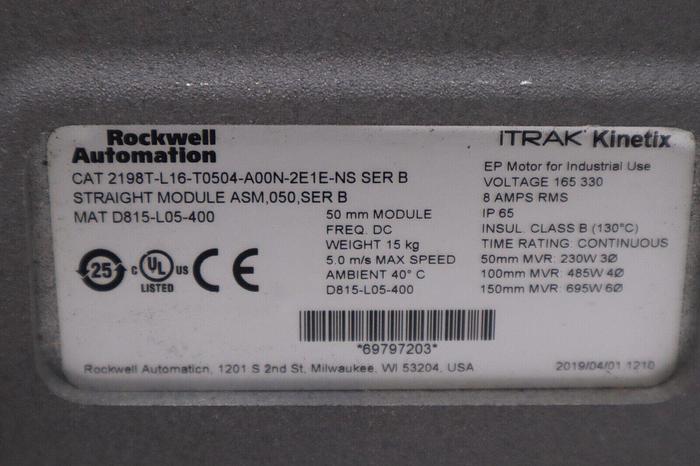 Rockwell Automation
iTRAK Kinetix
CAT 2198T-L16-T0504-A00N-2E1E-NS SER B
STRAIGHT MODULE ASM,050,SER B
MAT D815-L05-400
50 mm MODULE
FREQ. DC
WEIGHT 15 kg
5.0 m/s MAX SPEED
AMBIENT 40° C
D815-L05-400
EP Motor for Industrial Use
VOLTAGE 165 330
8 AMPS RMS
IP 65
INSUL. CLASS B (130°C)
TIME RATING: CONTINUOUS
50mm MVR: 230W 3Ø
100mm MVR: 485W 4Ø
150mm MVR: 695W 6Ø
25
C UL US
LISTED
CE
*69797203*
Rockwell Automation, 1201 S 2nd St, Milwaukee, WI 53204, USA
2019/04/01 1210